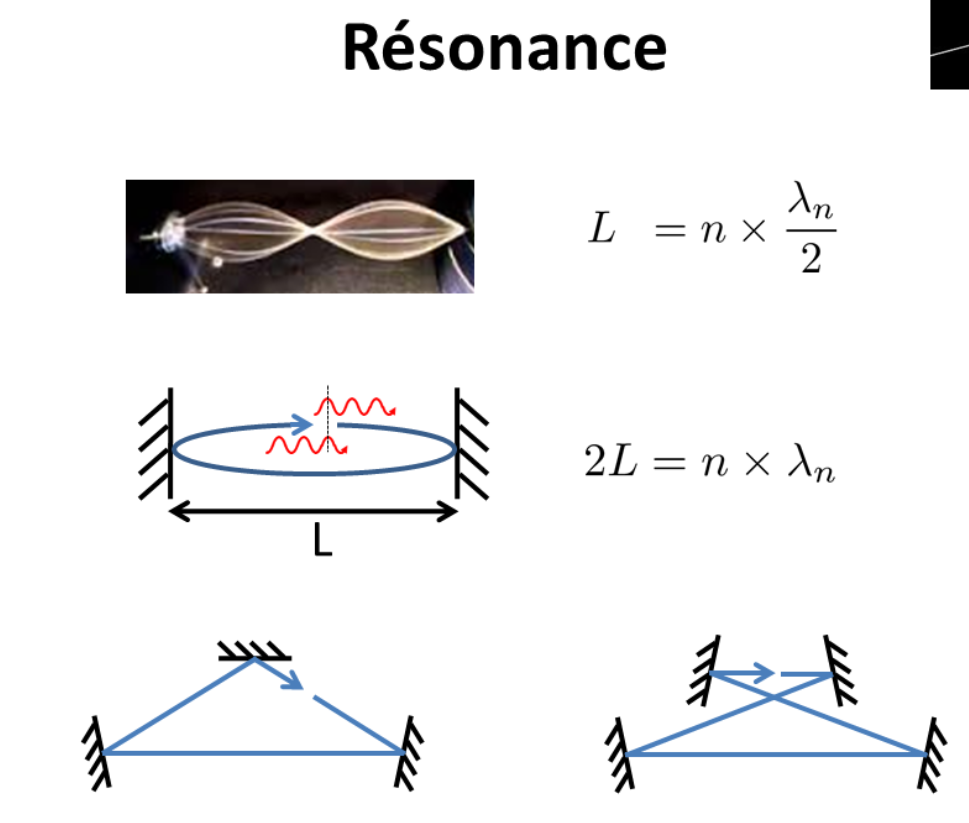 Résonance
L = n × λₙ/2
2L = n × λₙ
L